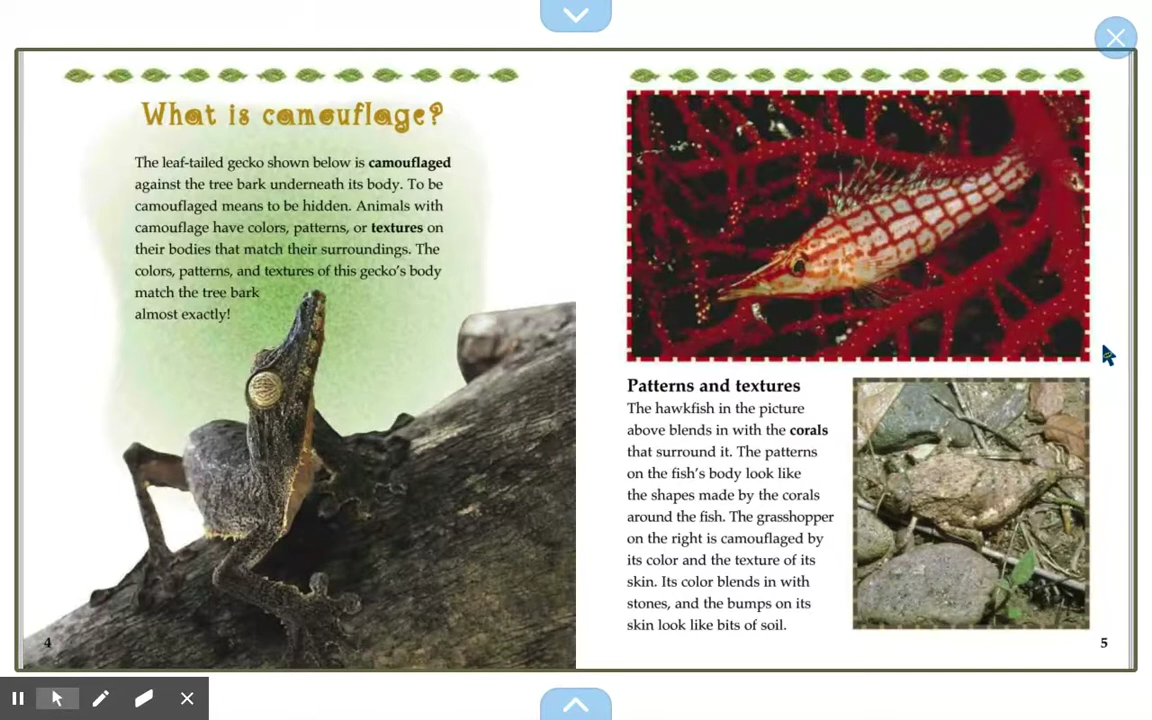 What is camouflage?
The leaf-tailed gecko shown below is camouflaged
against the tree bark underneath its body. To be
camouflaged means to be hidden. Animals with
camouflage have colors, patterns, or textures on
their bodies that match their surroundings. The
colors, patterns, and textures of this gecko's body
match the tree bark
almost exactly!
4
Patterns and textures
The hawkfish in the picture
above blends in with the corals
that surround it. The patterns
on the fish's body look like
the shapes made by the corals
around the fish. The grasshopper
on the right is camouflaged by
its color and the texture of its
skin. Its color blends in with
stones, and the bumps on its
skin look like bits of soil.
5